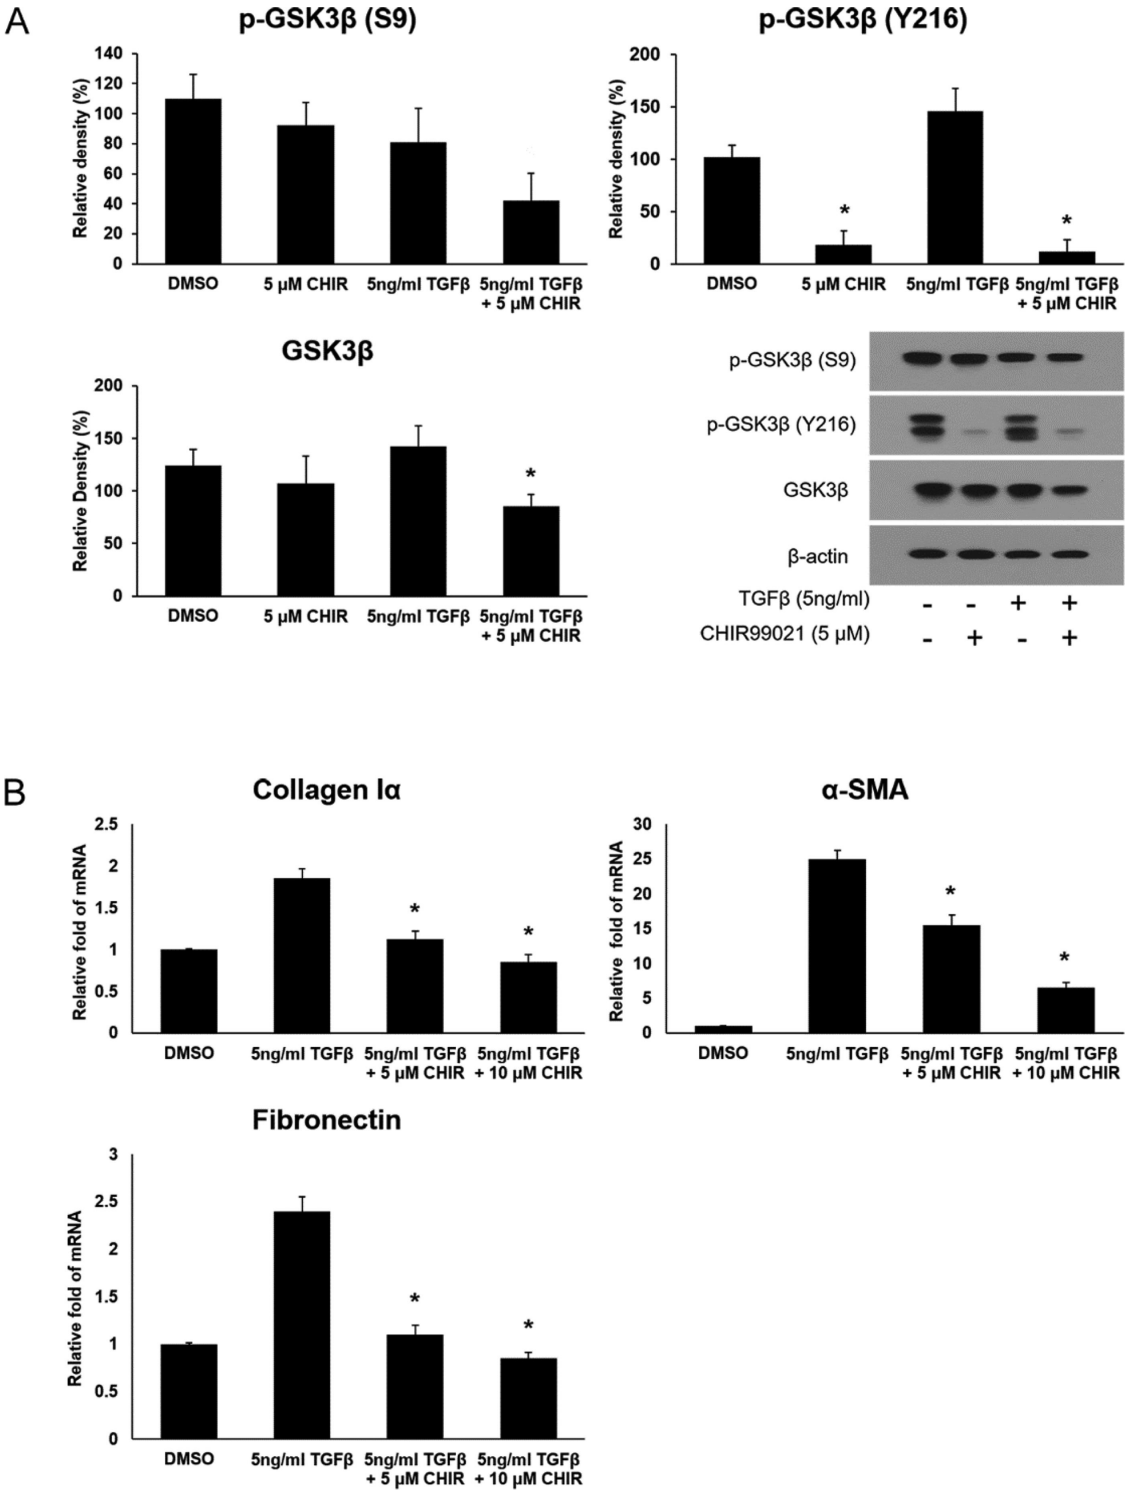 A
p-GSK3β (S9)
Relative density (%)
140
120
100
80
60
40
20
0
DMSO
5 μM CHIR
5ng/ml TGFβ
5ng/ml TGFβ
+ 5 μM CHIR
p-GSK3β (Y216)
Relative density (%)
200
150
100
50
0
*
*
DMSO
5 μM CHIR
5ng/ml TGFβ
5ng/ml TGFβ
+ 5 μM CHIR
GSK3β
Relative Density (%)
200
150
100
50
0
*
DMSO
5 μM CHIR
5ng/ml TGFβ
5ng/ml TGFβ
+ 5 μM CHIR
p-GSK3β (S9)
p-GSK3β (Y216)
GSK3β
β-actin
TGFβ (5ng/ml) - - + +
CHIR99021 (5 μM) - + - +
B
Collagen Iα
Relative fold of mRNA
2.5
2
1.5
1
0.5
0
*
*
DMSO
5ng/ml TGFβ
5ng/ml TGFβ
+ 5 μM CHIR
5ng/ml TGFβ
+ 10 μM CHIR
α-SMA
Relative fold of mRNA
30
25
20
15
10
5
0
*
*
DMSO
5ng/ml TGFβ
5ng/ml TGFβ
+ 5 μM CHIR
5ng/ml TGFβ
+ 10 μM CHIR
Fibronectin
Relative fold of mRNA
3
2.5
2
1.5
1
0.5
0
*
*
DMSO
5ng/ml TGFβ
5ng/ml TGFβ
+ 5 μM CHIR
5ng/ml TGFβ
+ 10 μM CHIR